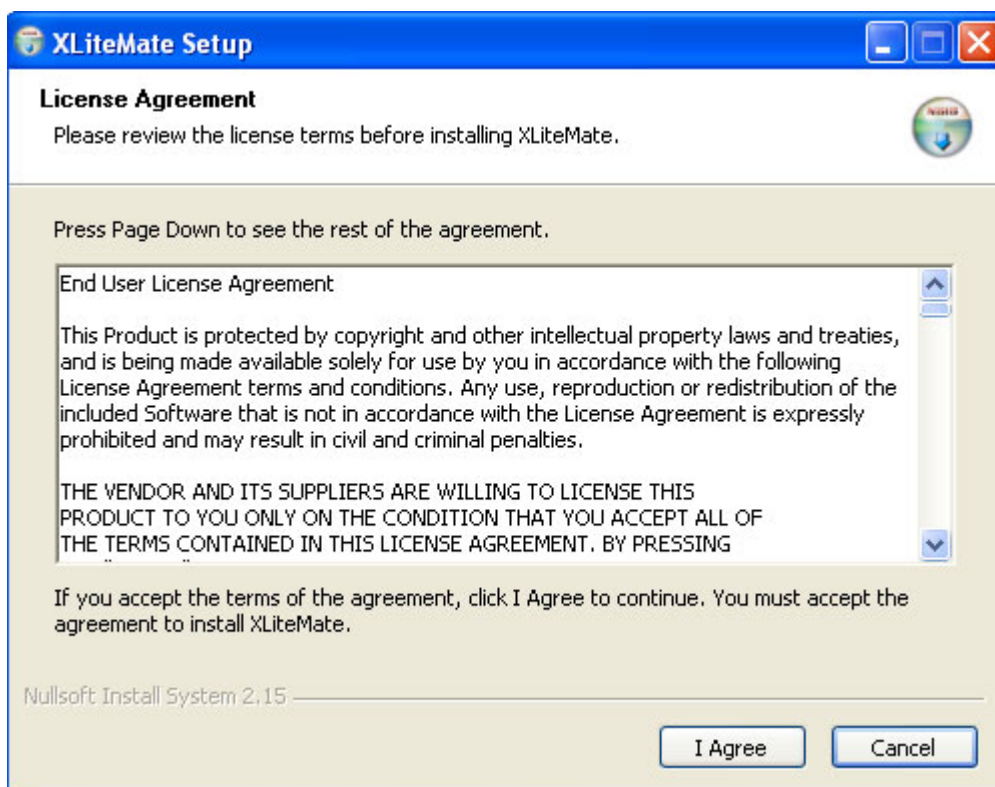 XLiteMate Setup
License Agreement
Please review the license terms before installing XLiteMate.
NSIS
Press Page Down to see the rest of the agreement.
End User License Agreement
This Product is protected by copyright and other intellectual property laws and treaties,
and is being made available solely for use by you in accordance with the following
License Agreement terms and conditions. Any use, reproduction or redistribution of the
included Software that is not in accordance with the License Agreement is expressly
prohibited and may result in civil and criminal penalties.
THE VENDOR AND ITS SUPPLIERS ARE WILLING TO LICENSE THIS
PRODUCT TO YOU ONLY ON THE CONDITION THAT YOU ACCEPT ALL OF
THE TERMS CONTAINED IN THIS LICENSE AGREEMENT. BY PRESSING
If you accept the terms of the agreement, click I Agree to continue. You must accept the
agreement to install XLiteMate.
Nullsoft Install System 2.15
I Agree
Cancel